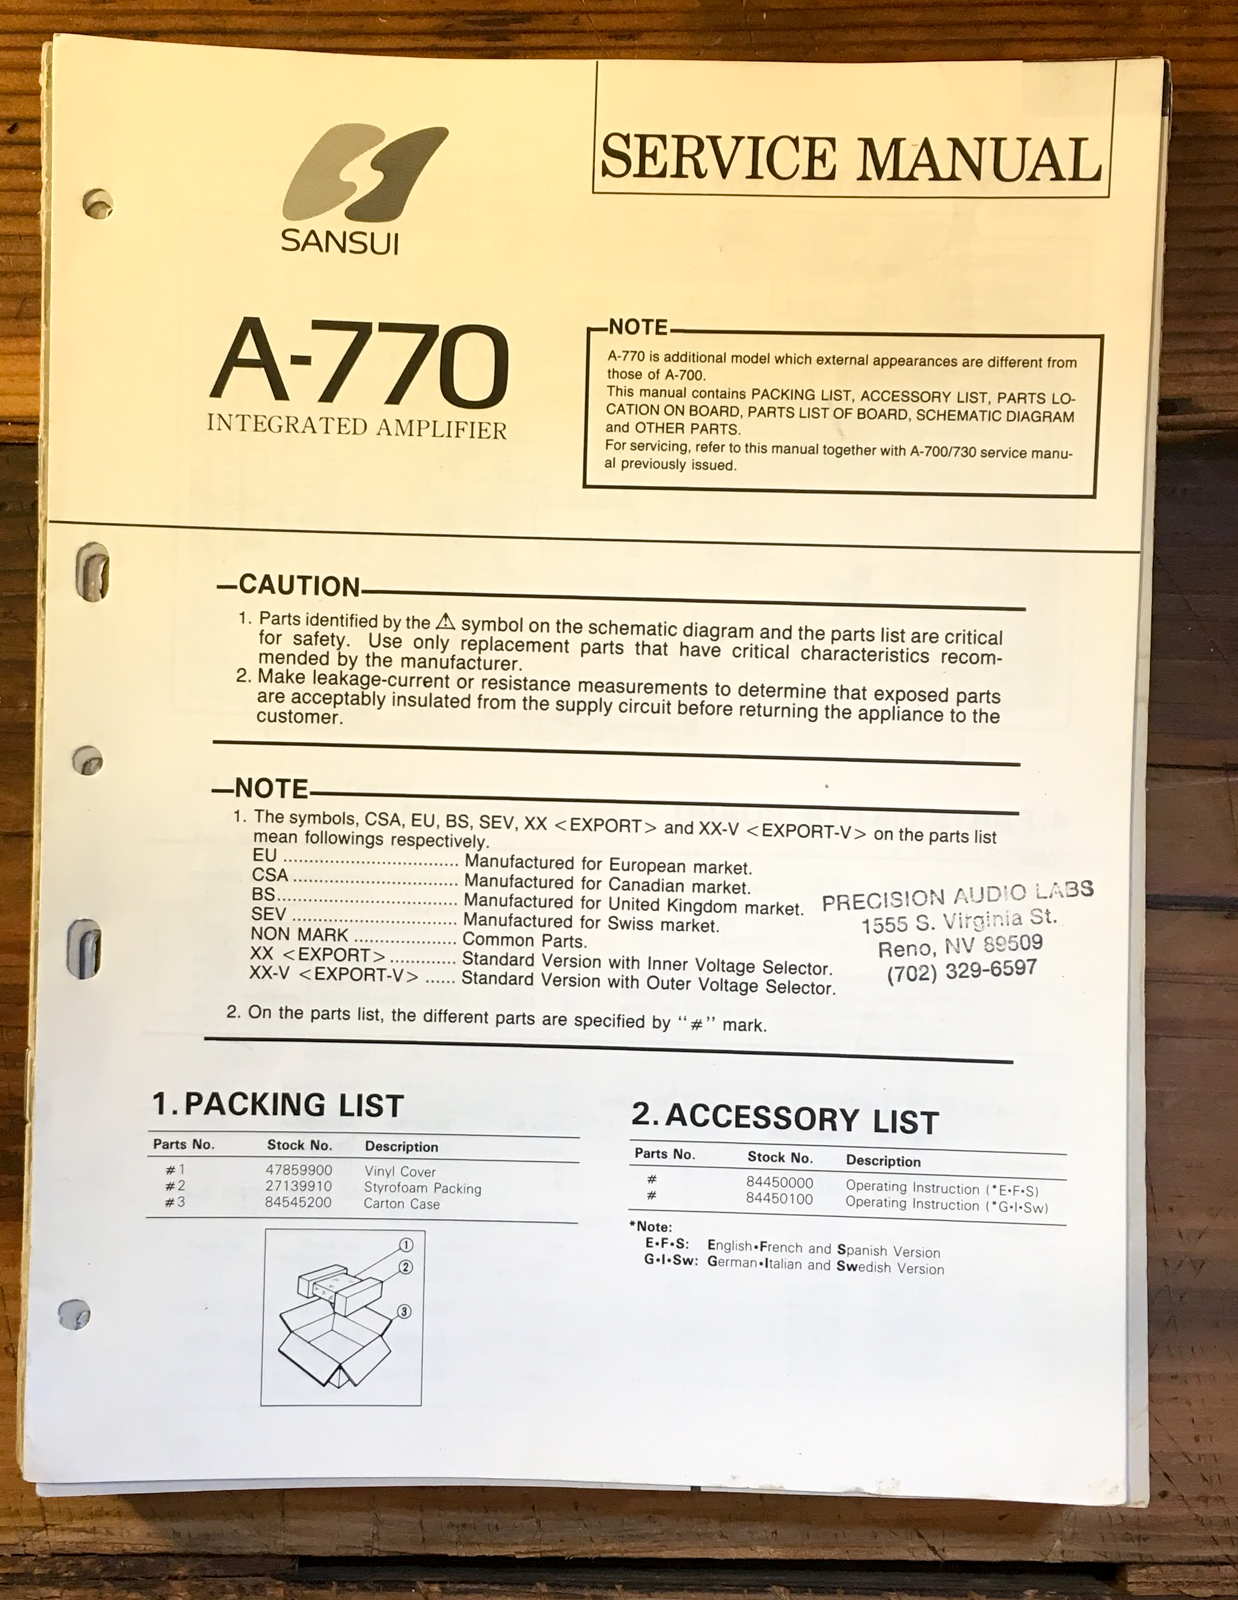 SERVICE MANUAL
SANSUI
A-770
INTEGRATED AMPLIFIER
NOTE
A-770 is additional model which external appearances are different from
those of A-700.
This manual contains PACKING LIST, ACCESSORY LIST, PARTS LO-
CATION ON BOARD, PARTS LIST OF BOARD, SCHEMATIC DIAGRAM
and OTHER PARTS.
For servicing, refer to this manual together with A-700/730 service manu-
al previously issued.
CAUTION
1. Parts identified by the ⚠ symbol on the schematic diagram and the parts list are critical
for safety. Use only replacement parts that have critical characteristics recom-
mended by the manufacturer.
2. Make leakage-current or resistance measurements to determine that exposed parts
are acceptably insulated from the supply circuit before returning the appliance to the
customer.
NOTE
1. The symbols, CSA, EU, BS, SEV, XX <EXPORT> and XX-V <EXPORT-V> on the parts list
mean followings respectively.
EU ................................. Manufactured for European market.
CSA ............................... Manufactured for Canadian market.
BS.................................. Manufactured for United Kingdom market.
SEV ............................... Manufactured for Swiss market.
NON MARK ................... Common Parts.
XX <EXPORT> ............. Standard Version with Inner Voltage Selector.
XX-V <EXPORT-V> ...... Standard Version with Outer Voltage Selector.
PRECISION AUDIO LABS
1555 S. Virginia St.
Reno, NV 89509
(702) 329-6597
2. On the parts list, the different parts are specified by "#" mark.
1. PACKING LIST
Parts No. Stock No. Description
#1 47859900 Vinyl Cover
#2 27139910 Styrofoam Packing
#3 84545200 Carton Case
1
2
3
2. ACCESSORY LIST
Parts No. Stock No. Description
# 84450000 Operating Instruction (*E•F•S)
# 84450100 Operating Instruction (*G•I•Sw)
*Note:
E•F•S: English•French and Spanish Version
G•I•Sw: German•Italian and Swedish Version